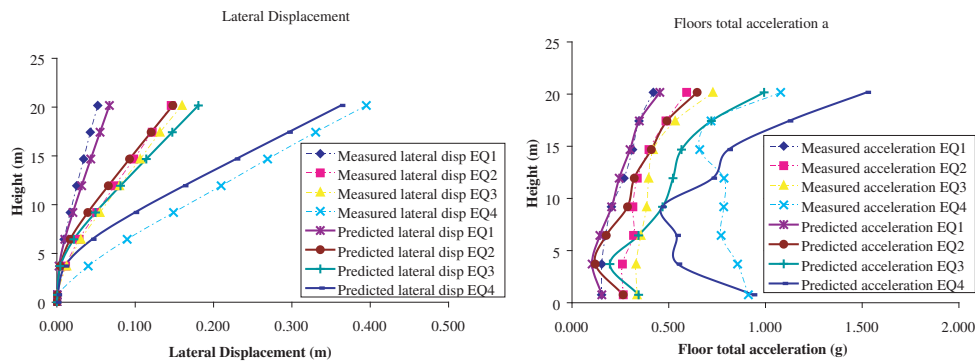 Lateral Displacement
25
20
15
10
5
0
Height (m)
0.000 0.100 0.200 0.300 0.400 0.500
Lateral Displacement (m)
Measured lateral disp EQ1
Measured lateral disp EQ2
Measured lateral disp EQ3
Measured lateral disp EQ4
Predicted lateral disp EQ1
Predicted lateral disp EQ2
Predicted lateral disp EQ3
Predicted lateral disp EQ4
Floors total acceleration a
25
20
15
10
5
0
Height (m)
0.000 0.500 1.000 1.500 2.000
Floor total acceleration (g)
Measured acceleration EQ1
Measured acceleration EQ2
Measured acceleration EQ3
Measured acceleration EQ4
Predicted acceleration EQ1
Predicted acceleration EQ2
Predicted acceleration EQ3
Predicted acceleration EQ4